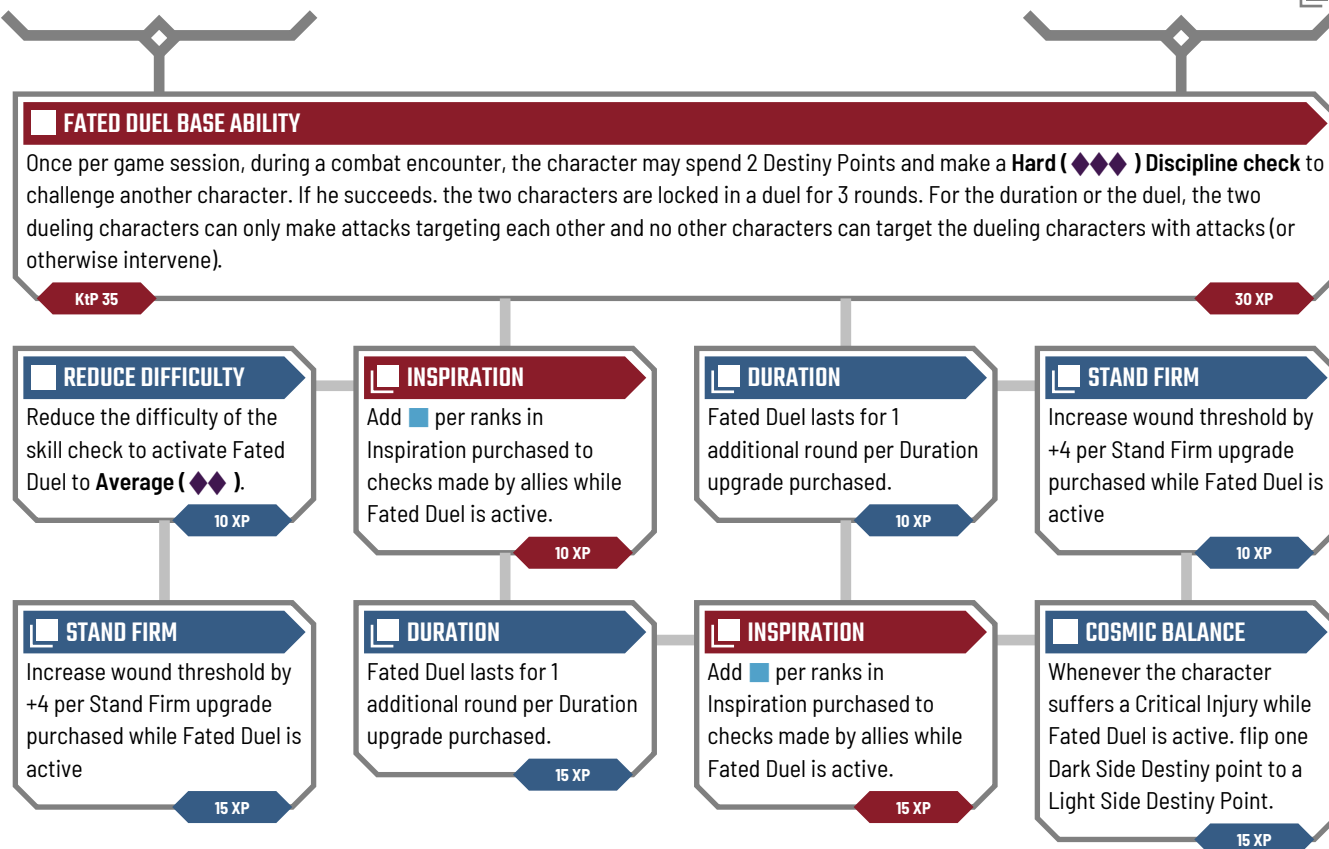 FATED DUEL BASE ABILITY
Once per game session, during a combat encounter, the character may spend 2 Destiny Points and make a Hard ( ◆◆◆ ) Discipline check to
challenge another character. If he succeeds. the two characters are locked in a duel for 3 rounds. For the duration or the duel, the two
dueling characters can only make attacks targeting each other and no other characters can target the dueling characters with attacks (or
otherwise intervene).
KtP 35
30 XP
REDUCE DIFFICULTY
Reduce the difficulty of the
skill check to activate Fated
Duel to Average ( ◆◆ ).
10 XP
INSPIRATION
Add ■ per ranks in
Inspiration purchased to
checks made by allies while
Fated Duel is active.
10 XP
DURATION
Fated Duel lasts for 1
additional round per Duration
upgrade purchased.
10 XP
STAND FIRM
Increase wound threshold by
+4 per Stand Firm upgrade
purchased while Fated Duel is
active
10 XP
STAND FIRM
Increase wound threshold by
+4 per Stand Firm upgrade
purchased while Fated Duel is
active
15 XP
DURATION
Fated Duel lasts for 1
additional round per Duration
upgrade purchased.
15 XP
INSPIRATION
Add ■ per ranks in
Inspiration purchased to
checks made by allies while
Fated Duel is active.
15 XP
COSMIC BALANCE
Whenever the character
suffers a Critical Injury while
Fated Duel is active. flip one
Dark Side Destiny point to a
Light Side Destiny Point.
15 XP